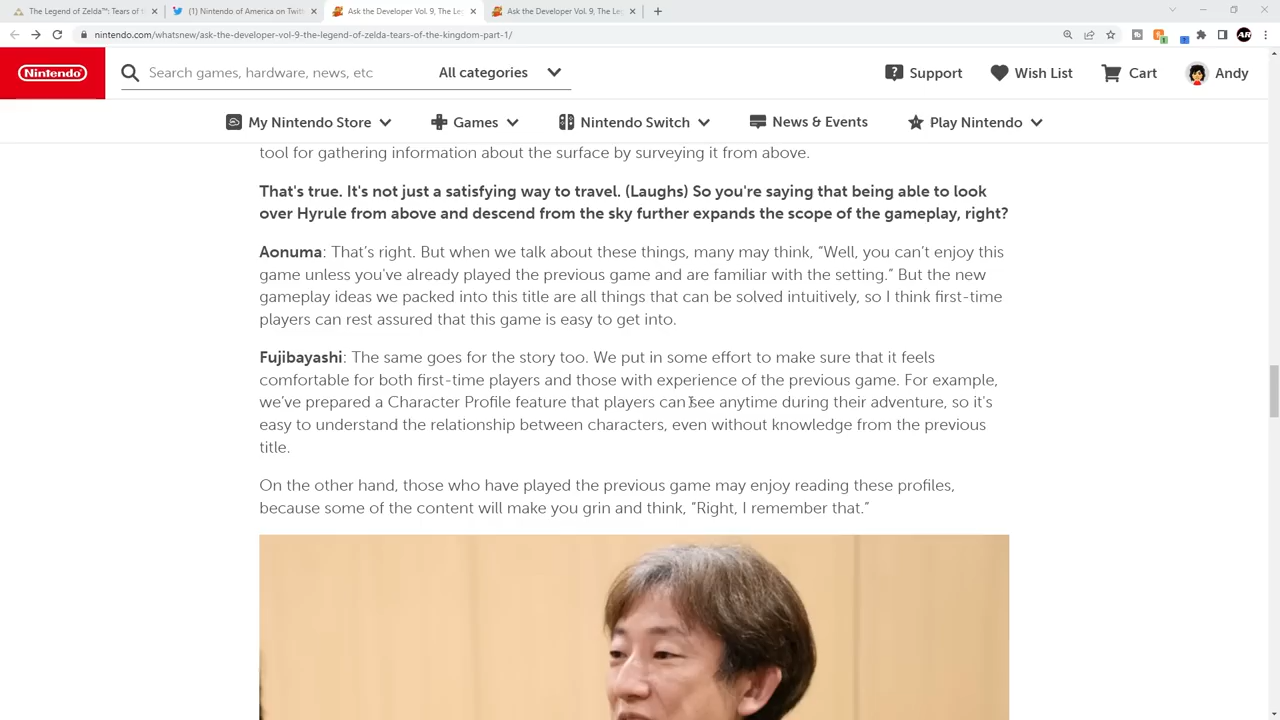 The Legend of Zelda™: Tears of t
(1) Nintendo of America on Twitt
Ask the Developer Vol. 9, The Leg
Ask the Developer Vol. 9, The Leg
nintendo.com/whatsnew/ask-the-developer-vol-9-the-legend-of-zelda-tears-of-the-kingdom-part-1/
AR
Nintendo
Search games, hardware, news, etc
All categories
Support
Wish List
Cart
Andy
My Nintendo Store
Games
Nintendo Switch
News & Events
Play Nintendo
tool for gathering information about the surface by surveying it from above.
That's true. It's not just a satisfying way to travel. (Laughs) So you're saying that being able to look
over Hyrule from above and descend from the sky further expands the scope of the gameplay, right?
Aonuma: That’s right. But when we talk about these things, many may think, “Well, you can’t enjoy this
game unless you've already played the previous game and are familiar with the setting.” But the new
gameplay ideas we packed into this title are all things that can be solved intuitively, so I think first-time
players can rest assured that this game is easy to get into.
Fujibayashi: The same goes for the story too. We put in some effort to make sure that it feels
comfortable for both first-time players and those with experience of the previous game. For example,
we’ve prepared a Character Profile feature that players can see anytime during their adventure, so it's
easy to understand the relationship between characters, even without knowledge from the previous
title.
On the other hand, those who have played the previous game may enjoy reading these profiles,
because some of the content will make you grin and think, “Right, I remember that.”